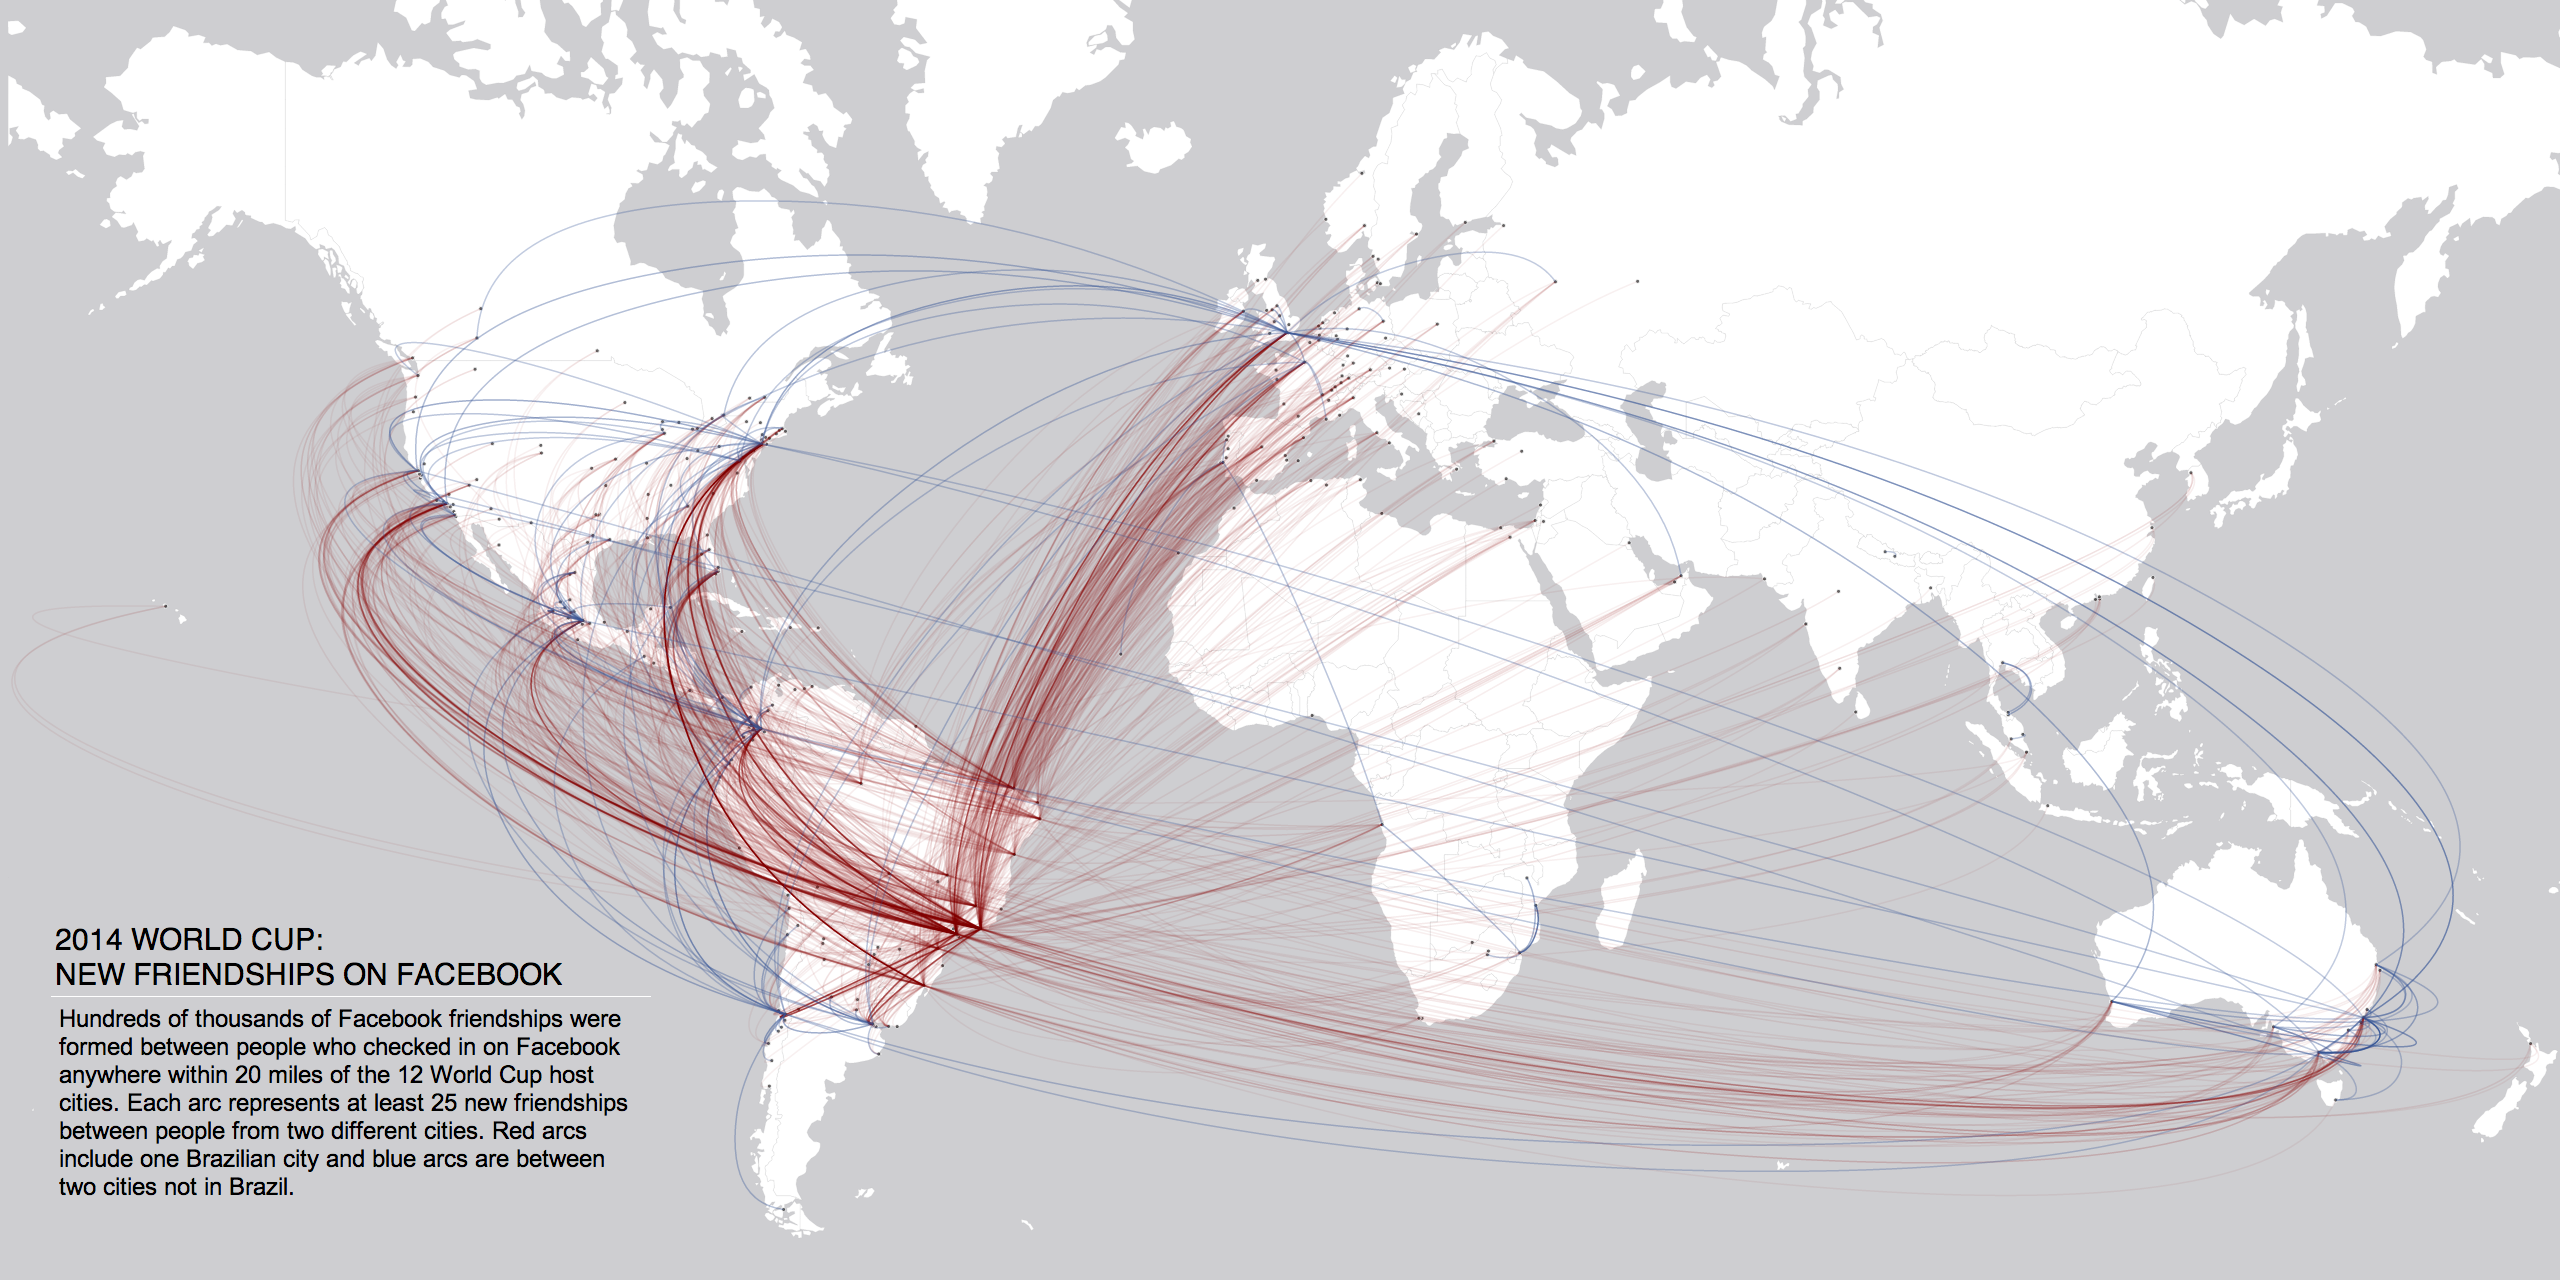 2014 WORLD CUP:
NEW FRIENDSHIPS ON FACEBOOK
Hundreds of thousands of Facebook friendships were
formed between people who checked in on Facebook
anywhere within 20 miles of the 12 World Cup host
cities. Each arc represents at least 25 new friendships
between people from two different cities. Red arcs
include one Brazilian city and blue arcs are between
two cities not in Brazil.